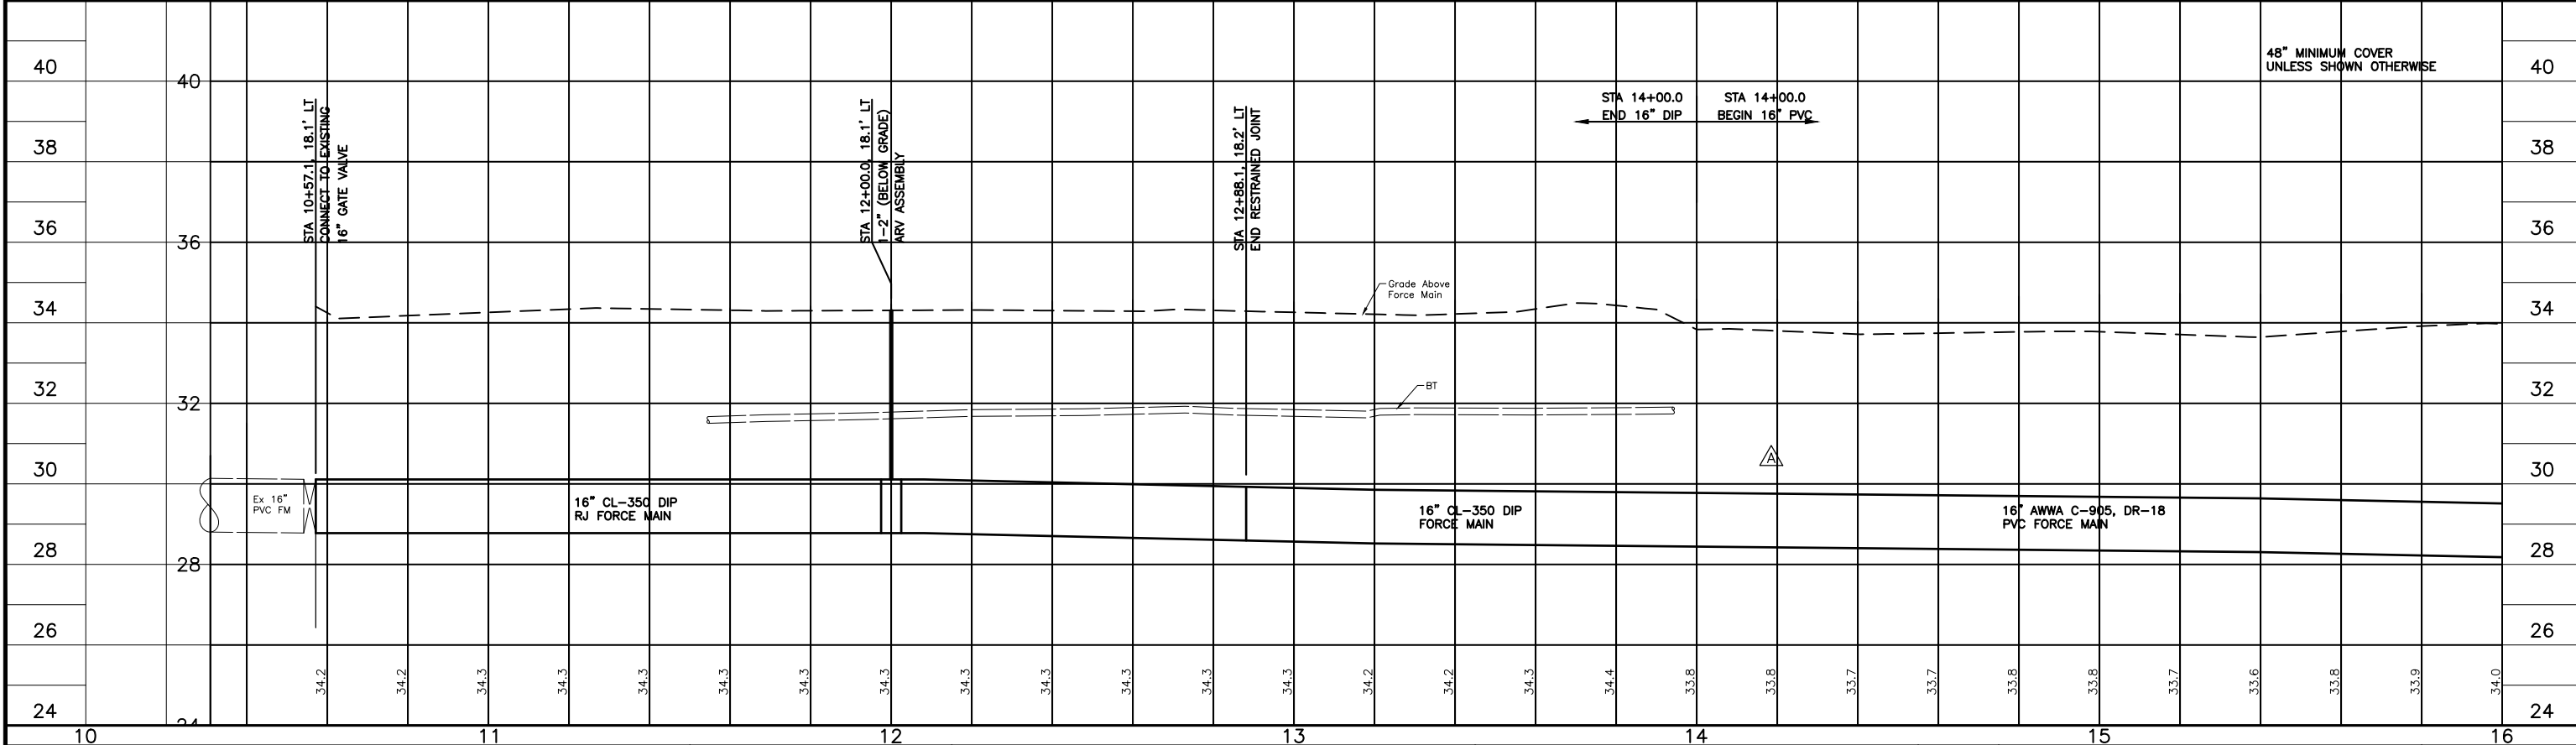 48" MINIMUM COVER
UNLESS SHOWN OTHERWISE
40
40
40
STA 14+00.0
END 16" DIP
STA 14+00.0
BEGIN 16" PVC
STA 10+57.1, 18.1' LT
CONNECT TO EXISTING
16" GATE VALVE
STA 12+00.0, 18.1' LT
1-2" (BELOW GRADE)
ARV ASSEMBLY
STA 12+88.1, 18.2' LT
END RESTRAINED JOINT
38
38
36
36
36
Grade Above
Force Main
34
34
BT
32
32
32
A
30
30
Ex 16"
PVC FM
16" CL-350 DIP
RJ FORCE MAIN
16" CL-350 DIP
FORCE MAIN
16" AWWA C-905, DR-18
PVC FORCE MAIN
28
28
28
26
26
34.2
34.2
34.3
34.3
34.3
34.3
34.3
34.3
34.3
34.3
34.3
34.3
34.3
34.2
34.2
34.3
34.4
33.8
33.8
33.7
33.7
33.8
33.8
33.7
33.6
33.8
33.9
34.0
24
24
24
10
11
12
13
14
15
16